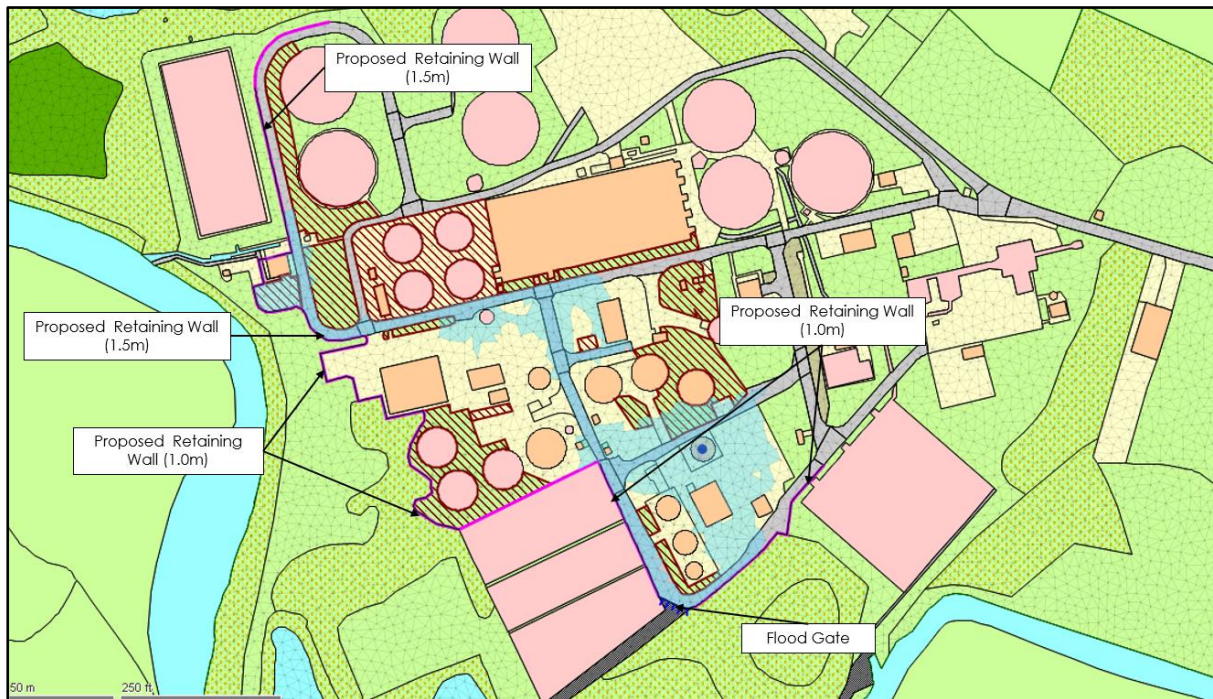 Proposed Retaining Wall
(1.5m)
Proposed Retaining Wall
(1.0m)
Proposed Retaining Wall
(1.5m)
Proposed Retaining
Wall (1.0m)
Flood Gate
50 m
250 ft